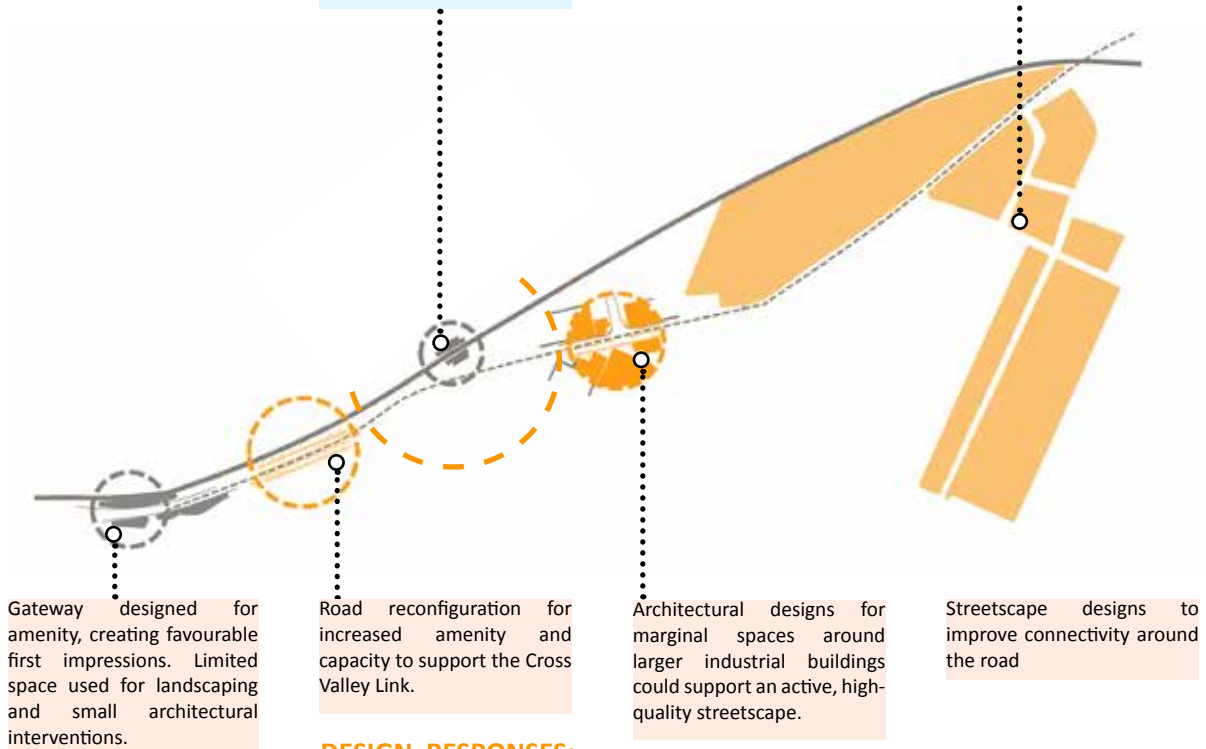 Gateway designed for
amenity, creating favourable
first impressions. Limited
space used for landscaping
and small architectural
interventions.
Road reconfiguration for
increased amenity and
capacity to support the Cross
Valley Link.
Architectural designs for
marginal spaces around
larger industrial buildings
could support an active, high-
quality streetscape.
Streetscape designs to
improve connectivity around
the road
DESIGN RESPONSES: